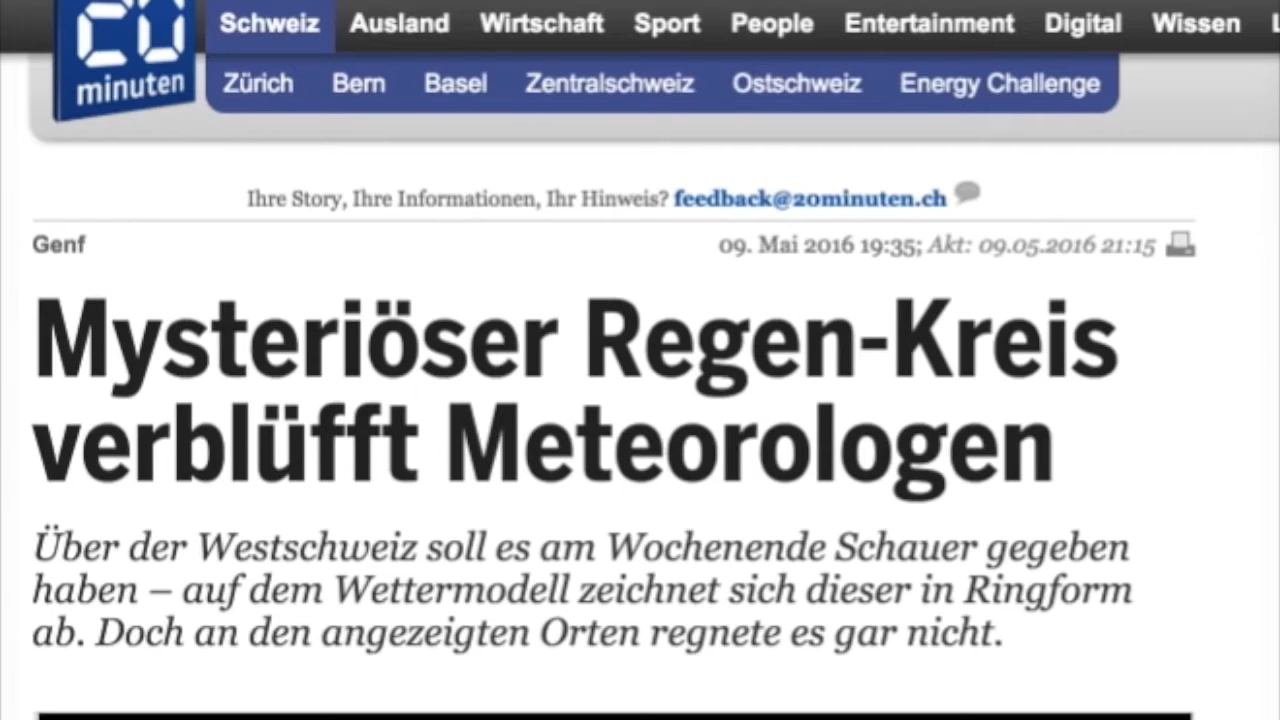 20
minuten
Schweiz Ausland Wirtschaft Sport People Entertainment Digital Wissen
Zürich Bern Basel Zentralschweiz Ostschweiz Energy Challenge
Ihre Story, Ihre Informationen, Ihr Hinweis? feedback@20minuten.ch
Genf 09. Mai 2016 19:35; Akt: 09.05.2016 21:15
Mysteriöser Regen-Kreis
verblüfft Meteorologen
Über der Westschweiz soll es am Wochenende Schauer gegeben
haben – auf dem Wettermodell zeichnet sich dieser in Ringform
ab. Doch an den angezeigten Orten regnete es gar nicht.